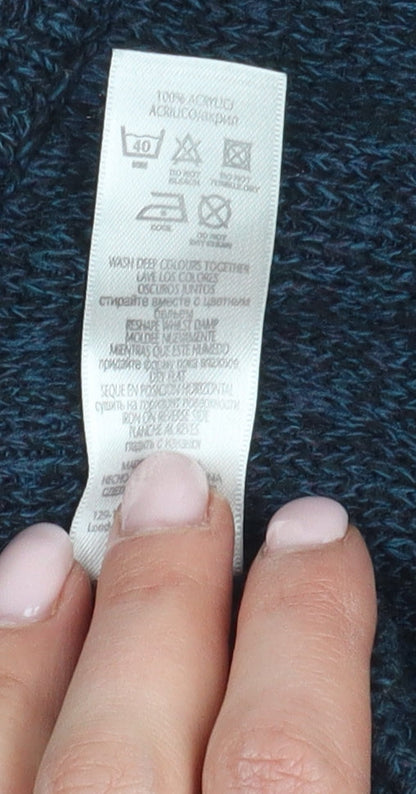 100% ACRYLIC/
ACRILICO/акрил
40
DO NOT
BLEACH
DO NOT
TUMBLE DRY
COOL
DO NOT
DRY CLEAN
WASH DEEP COLOURS TOGETHER
LAVE LOS COLORES
OSCUROS JUNTOS
стирайте вместе с цветным
бельем
RESHAPE WHILST DAMP
MOLDEE NUEVAMENTE
MIENTRAS QUE ESTE HUMEDO
придайте форму пока
DRY FLAT
SEQUE EN POSICION HORIZONTAL
сушить на поверхности
IRON ON REVERSE SIDE
PLANCHE AL REVES
гладить с изнанки
129-
Lond